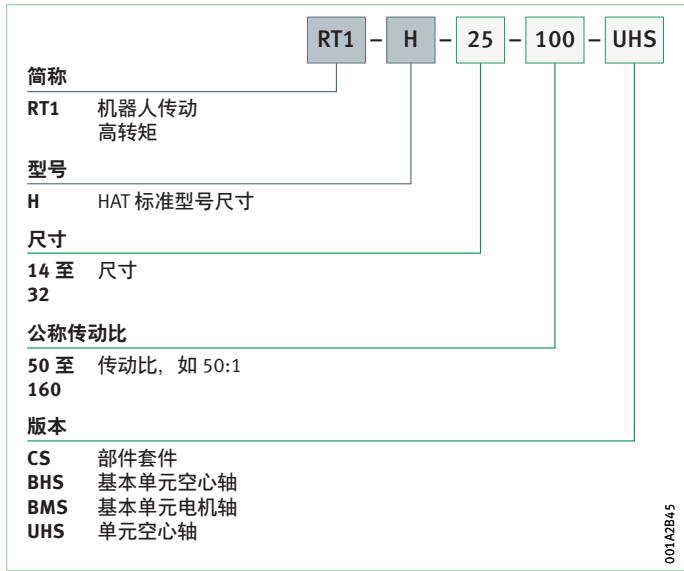 RT1 – H – 25 – 100 – UHS
简称
RT1 机器人传动
高转矩
型号
H HAT 标准型号尺寸
尺寸
14 至 尺寸
32
公称传动比
50 至 传动比，如 50:1
160
版本
CS 部件套件
BHS 基本单元空心轴
BMS 基本单元电机轴
UHS 单元空心轴
001A2B45